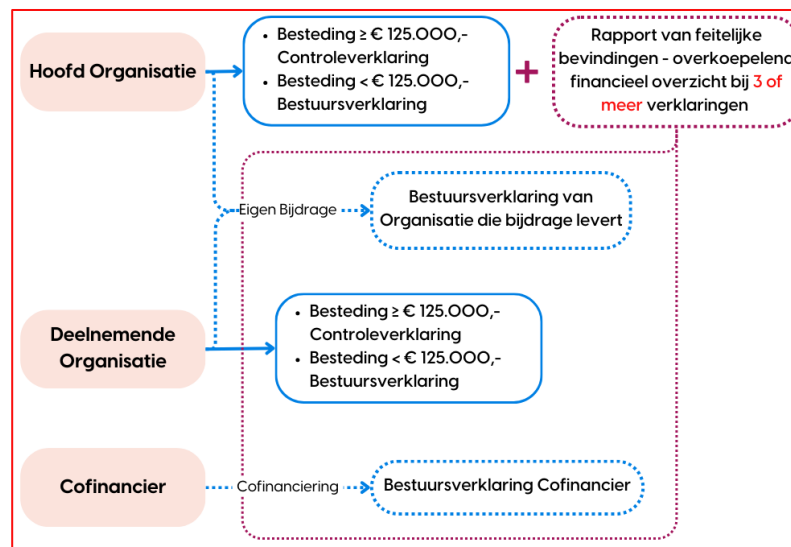 Hoofd Organisatie
• Besteding ≥ € 125.000,-
Controleverklaring
• Besteding < € 125.000,-
Bestuursverklaring
+
Rapport van feitelijke
bevindingen - overkoepelend
financieel overzicht bij 3 of
meer verklaringen
Eigen Bijdrage
Bestuursverklaring van
Organisatie die bijdrage levert
Deelnemende
Organisatie
• Besteding ≥ € 125.000,-
Controleverklaring
• Besteding < € 125.000,-
Bestuursverklaring
Cofinancier
Cofinanciering
Bestuursverklaring Cofinancier